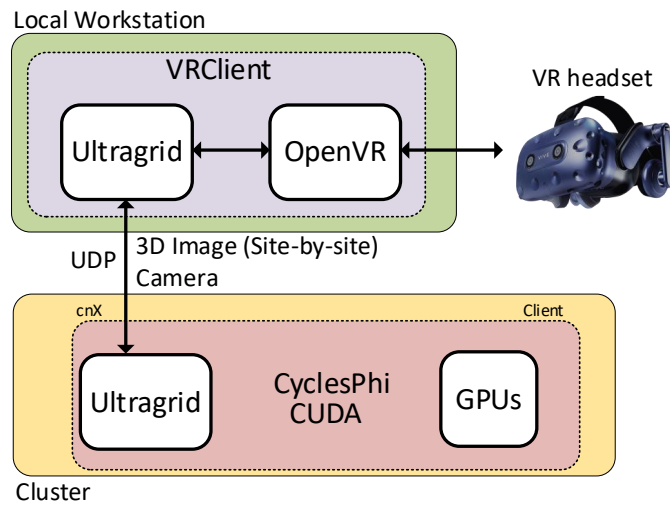 Local Workstation
VRClient
VR headset
Ultragrid
OpenVR
UDP
3D Image (Site-by-site)
Camera
cnX
Client
Ultragrid
CyclesPhi
CUDA
GPUs
Cluster